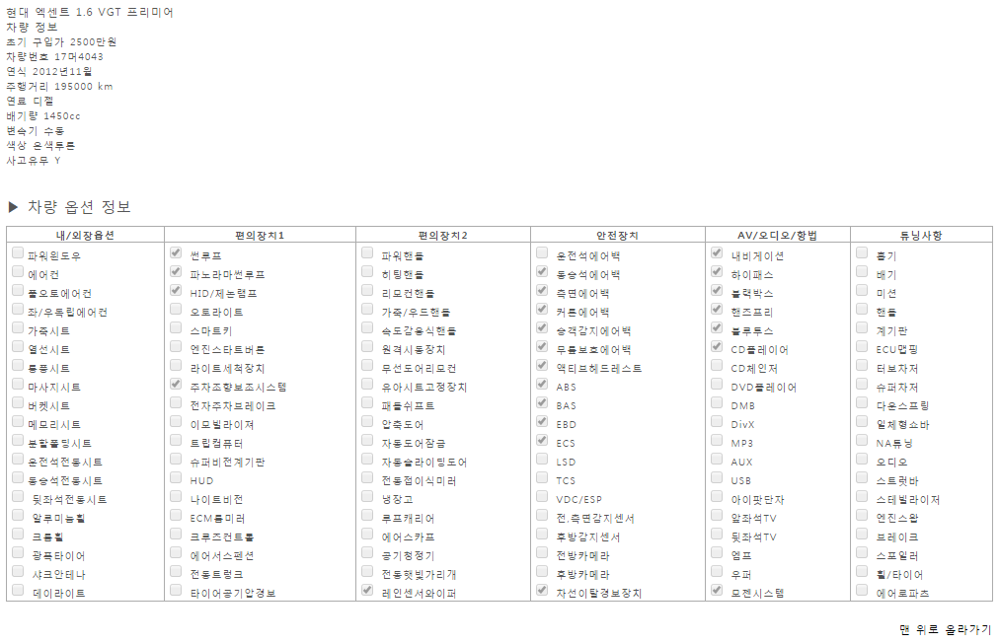 현대 엑센트 1.6 VGT 프리미어
차량 정보
초기 구입가 2500만원
차량번호 17머4043
연식 2012년11월
주행거리 195000 km
연료 디젤
배기량 1450cc
변속기 수동
색상 은색투톤
사고유무 Y
▶ 차량 옵션 정보
내/외장옵션 편의장치1 편의장치2 안전장치 AV/오디오/항법 튜닝사항
파워윈도우 썬루프 파워핸들 운전석에어백 내비게이션 흡기
에어컨 파노라마썬루프 히팅핸들 동승석에어백 하이패스 배기
풀오토에어컨 HID/제논램프 리모컨핸들 측면에어백 블랙박스 미션
좌/우독립에어컨 오토라이트 가죽/우드핸들 커튼에어백 핸즈프리 핸들
가죽시트 스마트키 속도감응식핸들 승객감지에어백 블루투스 계기판
열선시트 엔진스타트버튼 원격시동장치 무릎보호에어백 CD플레이어 ECU맵핑
통풍시트 라이트세척장치 무선도어리모컨 액티브헤드레스트 CD체인저 터보차저
마사지시트 주차조향보조시스템 유아시트고정장치 ABS DVD플레이어 슈퍼차저
버켓시트 전자주차브레이크 패들쉬프트 BAS DMB 다운스프링
메모리시트 이모빌라이져 압축도어 EBD DivX 일체형쇼바
분할폴딩시트 트립컴퓨터 자동도어잠금 ECS MP3 NA튜닝
운전석전동시트 슈퍼비전계기판 자동슬라이딩도어 LSD AUX 오디오
동승석전동시트 HUD 전동접이식미러 TCS USB 스트럿바
뒷좌석전동시트 나이트비전 냉장고 VDC/ESP 아이팟단자 스테빌라이저
알루미늄휠 ECM룸미러 루프캐리어 전,측면감지센서 앞좌석TV 엔진스왑
크롬휠 크루즈컨트롤 에어스카프 후방감지센서 뒷좌석TV 브레이크
광폭타이어 에어서스펜션 공기청정기 전방카메라 엠프 스포일러
샤크안테나 전동트렁크 전동햇빛가리개 후방카메라 우퍼 휠/타이어
데이라이트 타이어공기압경보 레인센서와이퍼 차선이탈경보장치 모젠시스템 에어로파츠
맨 위로 올라가기